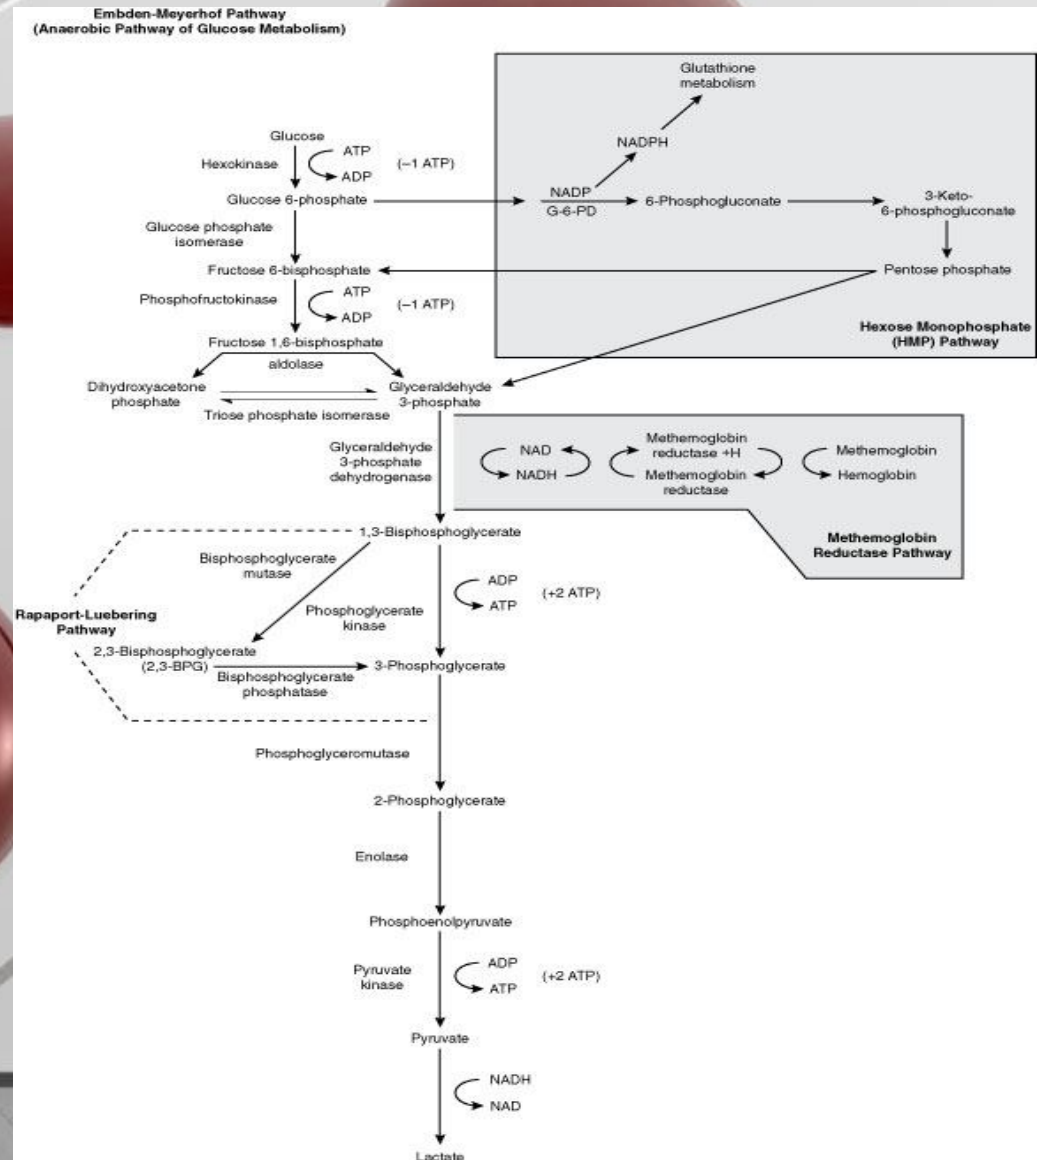 Embden-Meyerhof Pathway
(Anaerobic Pathway of Glucose Metabolism)
Glutathione
metabolism
NADPH
Glucose
Hexokinase
ATP
ADP
(–1 ATP)
Glucose 6-phosphate
NADP
G-6-PD
6-Phosphogluconate
3-Keto-
6-phosphogluconate
Glucose phosphate
isomerase
Fructose 6-bisphosphate
Pentose phosphate
Phosphofructokinase
ATP
ADP
(–1 ATP)
Hexose Monophosphate
(HMP) Pathway
Fructose 1,6-bisphosphate
aldolase
Dihydroxyacetone
phosphate
Glyceraldehyde
3-phosphate
Triose phosphate isomerase
Glyceraldehyde
3-phosphate
dehydrogenase
NAD
NADH
Methemoglobin
reductase +H
Methemoglobin
reductase
Methemoglobin
Hemoglobin
Methemoglobin
Reductase Pathway
1,3-Bisphosphoglycerate
Bisphosphoglycerate
mutase
ADP
ATP
(+2 ATP)
Phosphoglycerate
kinase
Rapaport-Luebering
Pathway
2,3-Bisphosphoglycerate
(2,3-BPG)
3-Phosphoglycerate
Bisphosphoglycerate
phosphatase
Phosphoglyceromutase
2-Phosphoglycerate
Enolase
Phosphoenolpyruvate
Pyruvate
kinase
ADP
ATP
(+2 ATP)
Pyruvate
NADH
NAD
Lactate